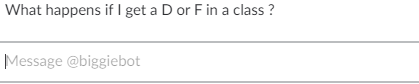 What happens if I get a D or F in a class ?
Message @biggiebot